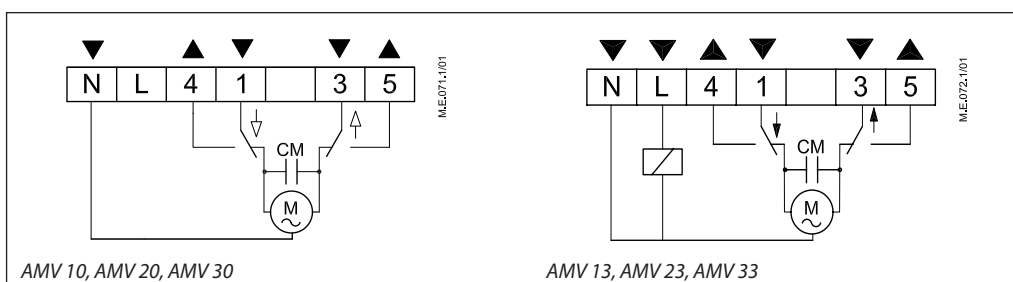 N L 4 1 3 5
M.E.071.1/01
CM
M
AMV 10, AMV 20, AMV 30
N L 4 1 3 5
M.E.072.1/01
CM
M
AMV 13, AMV 23, AMV 33